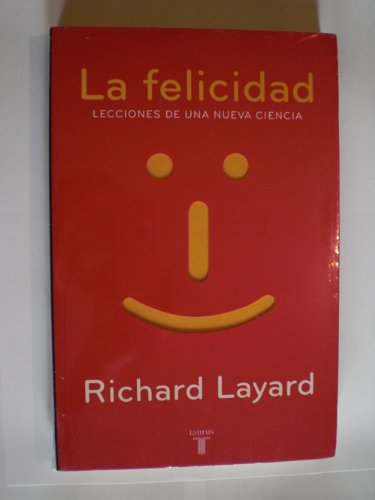 La felicidad
LECCIONES DE UNA NUEVA CIENCIA
Richard Layard
taurus
T